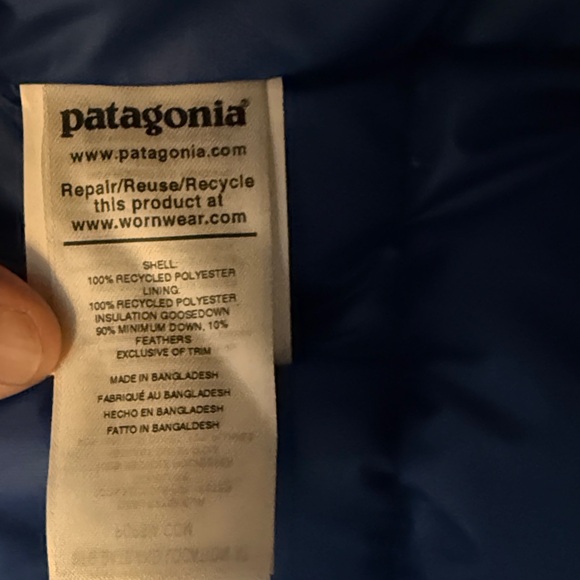 patagonia®
www.patagonia.com
Repair/Reuse/Recycle
this product at
www.wornwear.com
SHELL:
100% RECYCLED POLYESTER
LINING:
100% RECYCLED POLYESTER
INSULATION GOOSEDOWN
90% MINIMUM DOWN, 10%
FEATHERS
EXCLUSIVE OF TRIM
MADE IN BANGLADESH
FABRIQUÉ AU BANGLADESH
HECHO EN BANGLADESH
FATTO IN BANGALDESH